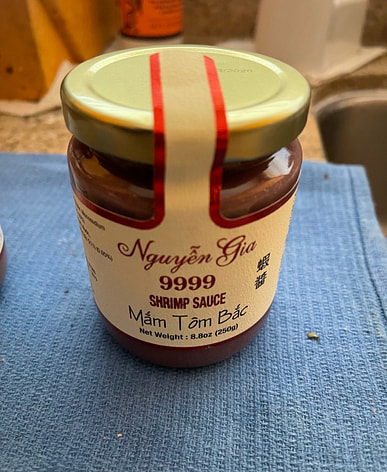 Nguyễn Gia
9999
SHRIMP SAUCE
Mắm Tôm Bắc
Net Weight : 8.8oz (250g)
蝦
醬